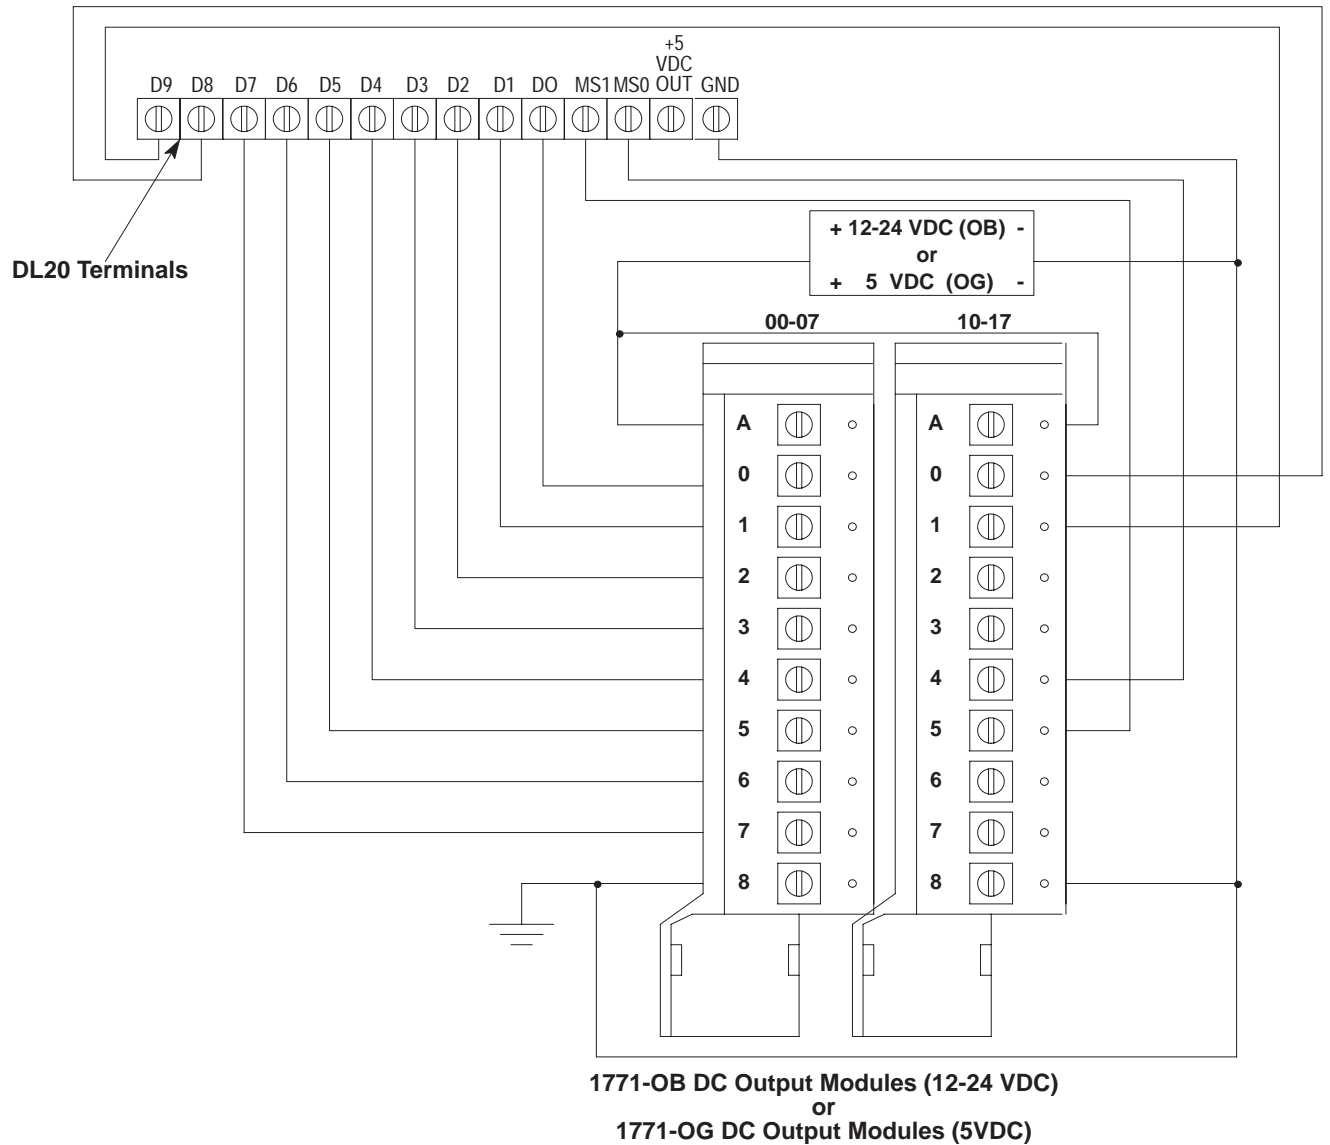 +5
VDC
OUT
D9 D8 D7 D6 D5 D4 D3 D2 D1 DO MS1 MS0 GND
DL20 Terminals
+ 12-24 VDC (OB) -
or
+ 5 VDC (OG) -
00-07 10-17
A A
0 0
1 1
2 2
3 3
4 4
5 5
6 6
7 7
8 8
1771-OB DC Output Modules (12-24 VDC)
or
1771-OG DC Output Modules (5VDC)